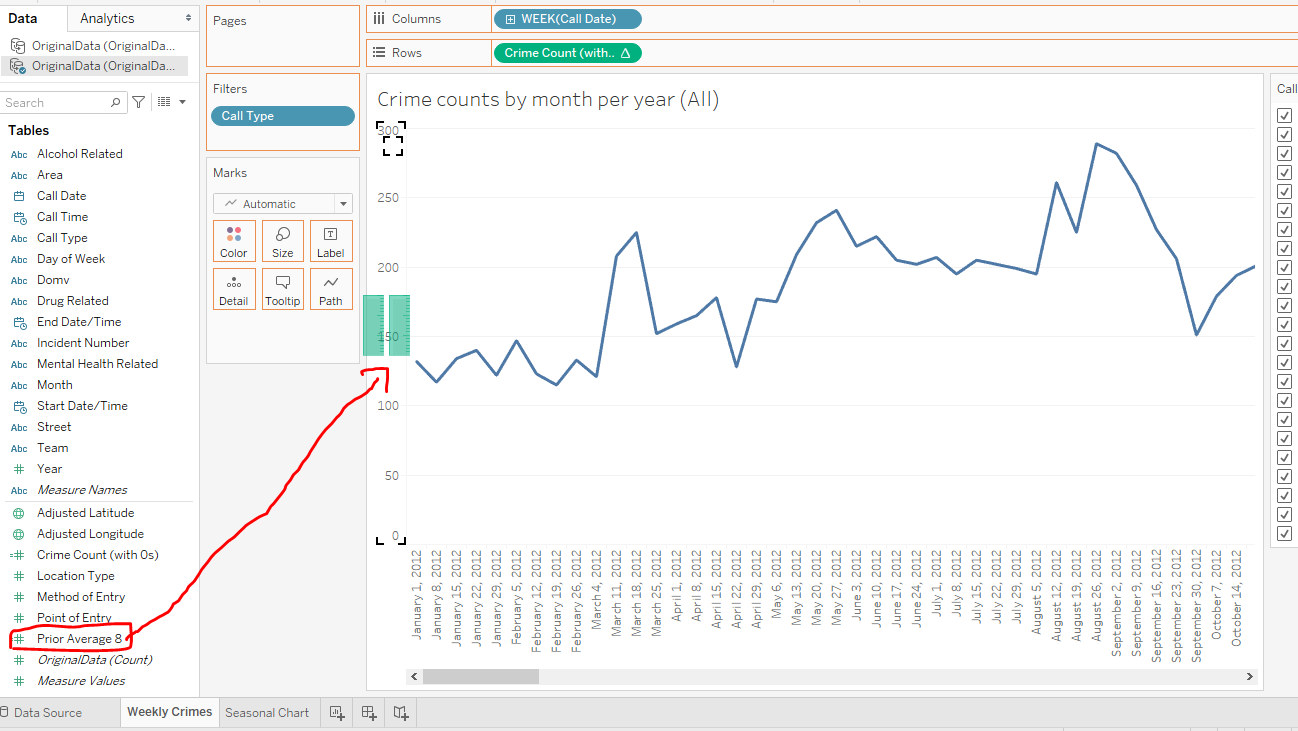 Data
Analytics
OriginalData (OriginalDa...
OriginalData (OriginalDa...
Search
Tables
Abc Alcohol Related
Abc Area
Call Date
Call Time
Abc Call Type
Abc Day of Week
Abc Domv
Abc Drug Related
End Date/Time
Abc Incident Number
Abc Mental Health Related
Abc Month
Start Date/Time
Abc Street
Abc Team
# Year
Abc Measure Names
Adjusted Latitude
Adjusted Longitude
=# Crime Count (with 0s)
# Location Type
# Method of Entry
# Point of Entry
=# Prior Average 8
# OriginalData (Count)
# Measure Values
Pages
Filters
Call Type
Marks
Automatic
Color
Size
Label
Detail
Tooltip
Path
Columns
WEEK(Call Date)
Rows
Crime Count (with.. Δ
Crime counts by month per year (All)
300
250
200
150
100
50
0
January 1, 2012
January 8, 2012
January 15, 2012
January 22, 2012
January 29, 2012
February 5, 2012
February 12, 2012
February 19, 2012
February 26, 2012
March 4, 2012
March 11, 2012
March 18, 2012
March 25, 2012
April 1, 2012
April 8, 2012
April 15, 2012
April 22, 2012
April 29, 2012
May 6, 2012
May 13, 2012
May 20, 2012
May 27, 2012
June 3, 2012
June 10, 2012
June 17, 2012
June 24, 2012
July 1, 2012
July 8, 2012
July 15, 2012
July 22, 2012
July 29, 2012
August 5, 2012
August 12, 2012
August 19, 2012
August 26, 2012
September 2, 2012
September 9, 2012
September 16, 2012
September 23, 2012
September 30, 2012
October 7, 2012
October 14, 2012
Call
Data Source
Weekly Crimes
Seasonal Chart